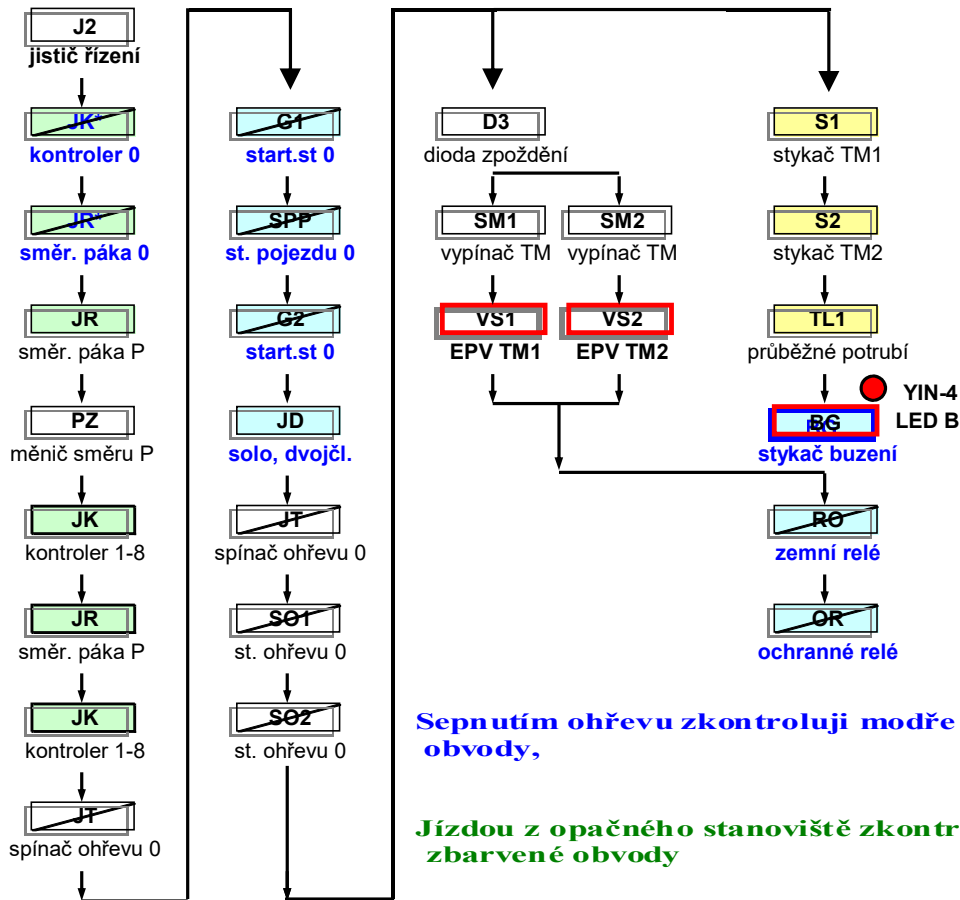 J2
jistič řízení
JK*
kontroler 0
JR*
směr. páka 0
JR
směr. páka P
PZ
měnič směru P
JK
kontroler 1-8
JR
směr. páka P
JK
kontroler 1-8
JT
spínač ohřevu 0
G1
start.st 0
SPP
st. pojezdu 0
G2
start.st 0
JD
solo, dvojčl.
JT
spínač ohřevu 0
SO1
st. ohřevu 0
SO2
st. ohřevu 0
D3
dioda zpoždění
SM1
vypínač TM
SM2
vypínač TM
VS1
EPV TM1
VS2
EPV TM2
S1
stykač TM1
S2
stykač TM2
TL1
průběžné potrubí
YIN-4
LED B
BG
stykač buzení
RO
zemní relé
OR
ochranné relé
Sepnutím ohřevu zkontroluji modře
obvody,
Jízdou z opačného stanoviště zkontr
zbarvené obvody